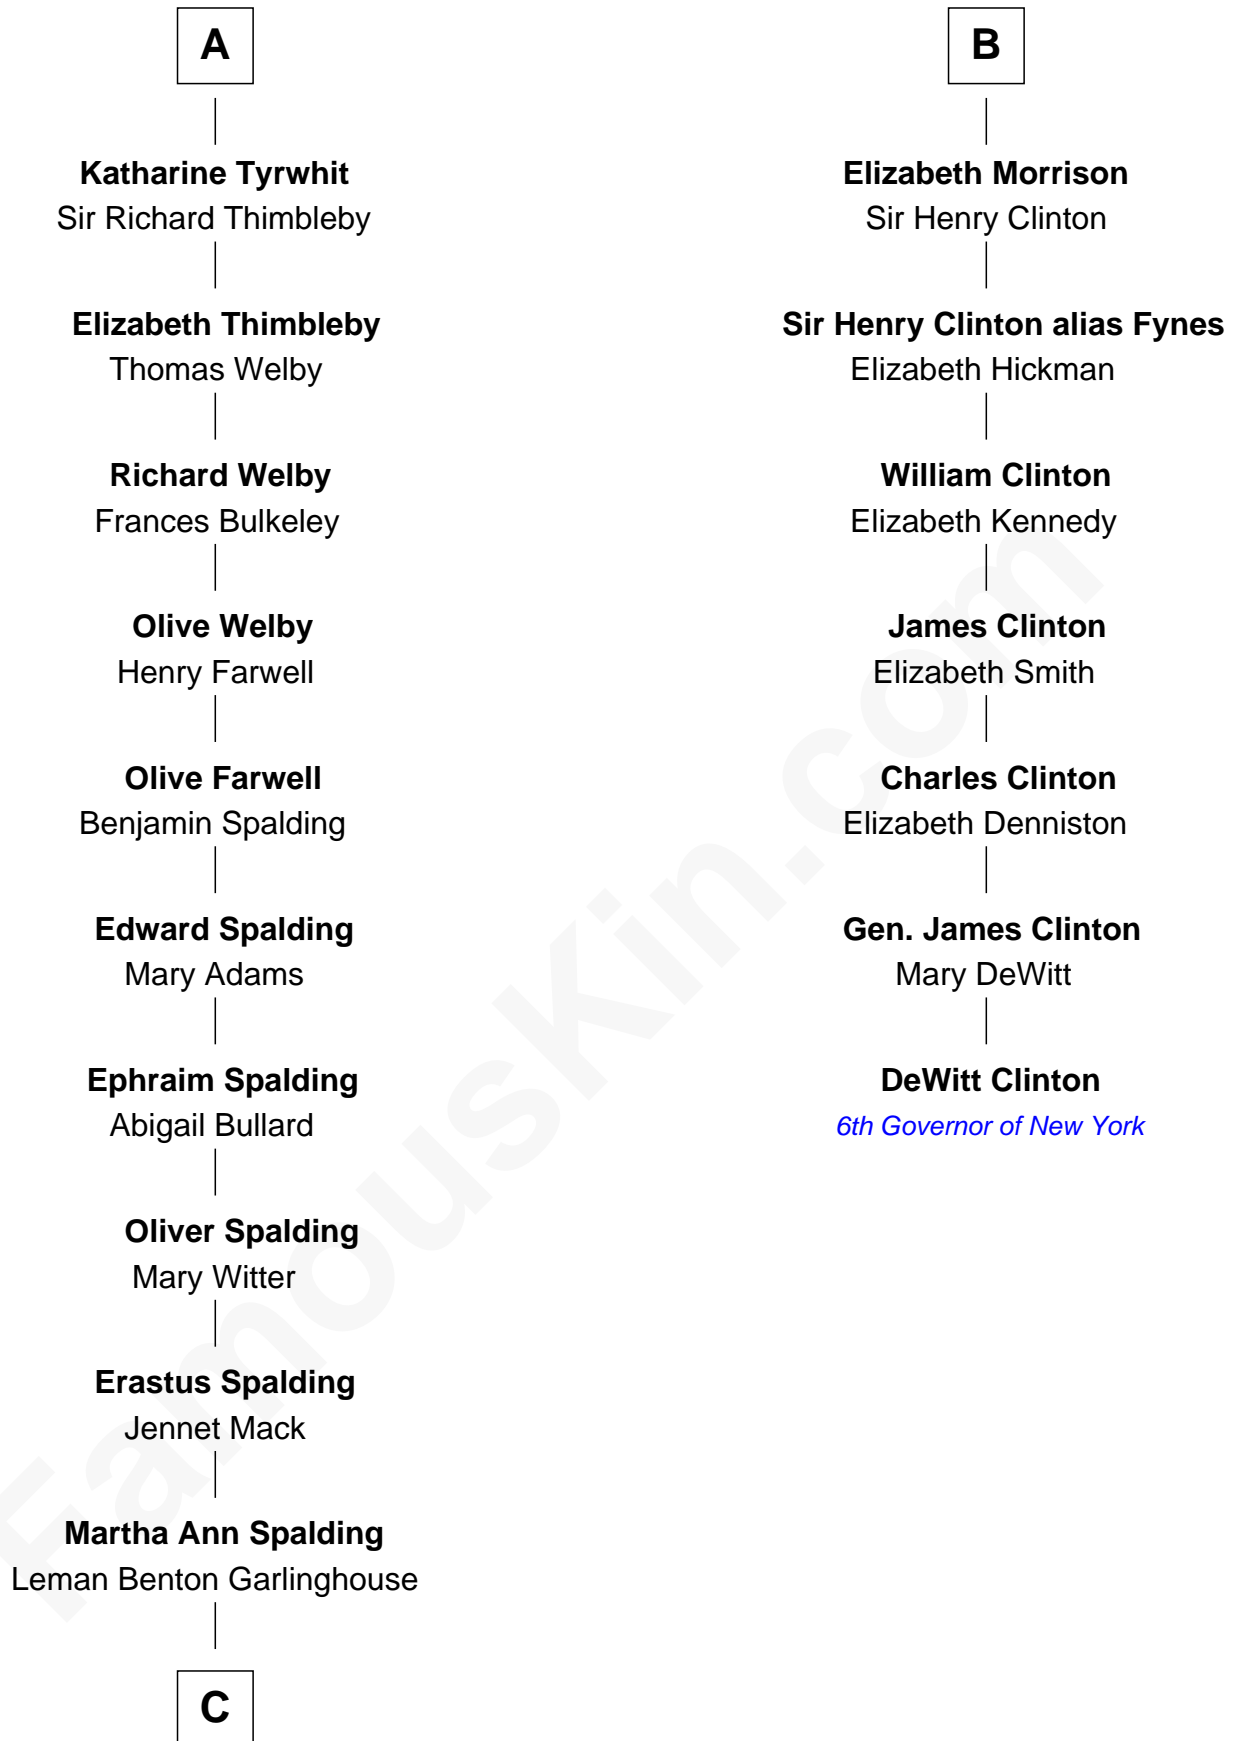 A
Katharine Tyrwhit
Sir Richard Thimbleby
Elizabeth Thimbleby
Thomas Welby
Richard Welby
Frances Bulkeley
Olive Welby
Henry Farwell
Olive Farwell
Benjamin Spalding
Edward Spalding
Mary Adams
Ephraim Spalding
Abigail Bullard
Oliver Spalding
Mary Witter
Erastus Spalding
Jennet Mack
Martha Ann Spalding
Leman Benton Garlinghouse
C
B
Elizabeth Morrison
Sir Henry Clinton
Sir Henry Clinton alias Fynes
Elizabeth Hickman
William Clinton
Elizabeth Kennedy
James Clinton
Elizabeth Smith
Charles Clinton
Elizabeth Denniston
Gen. James Clinton
Mary DeWitt
DeWitt Clinton
6th Governor of New York
FamousKin.com